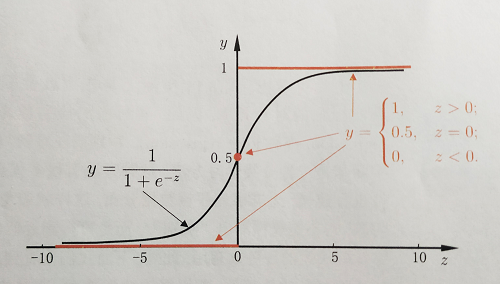 y
1
1, z > 0;
y = { 0.5, z = 0;
0, z < 0.
0.5
y = 1 / (1 + e^{-z})
-10 -5 0 5 10 z